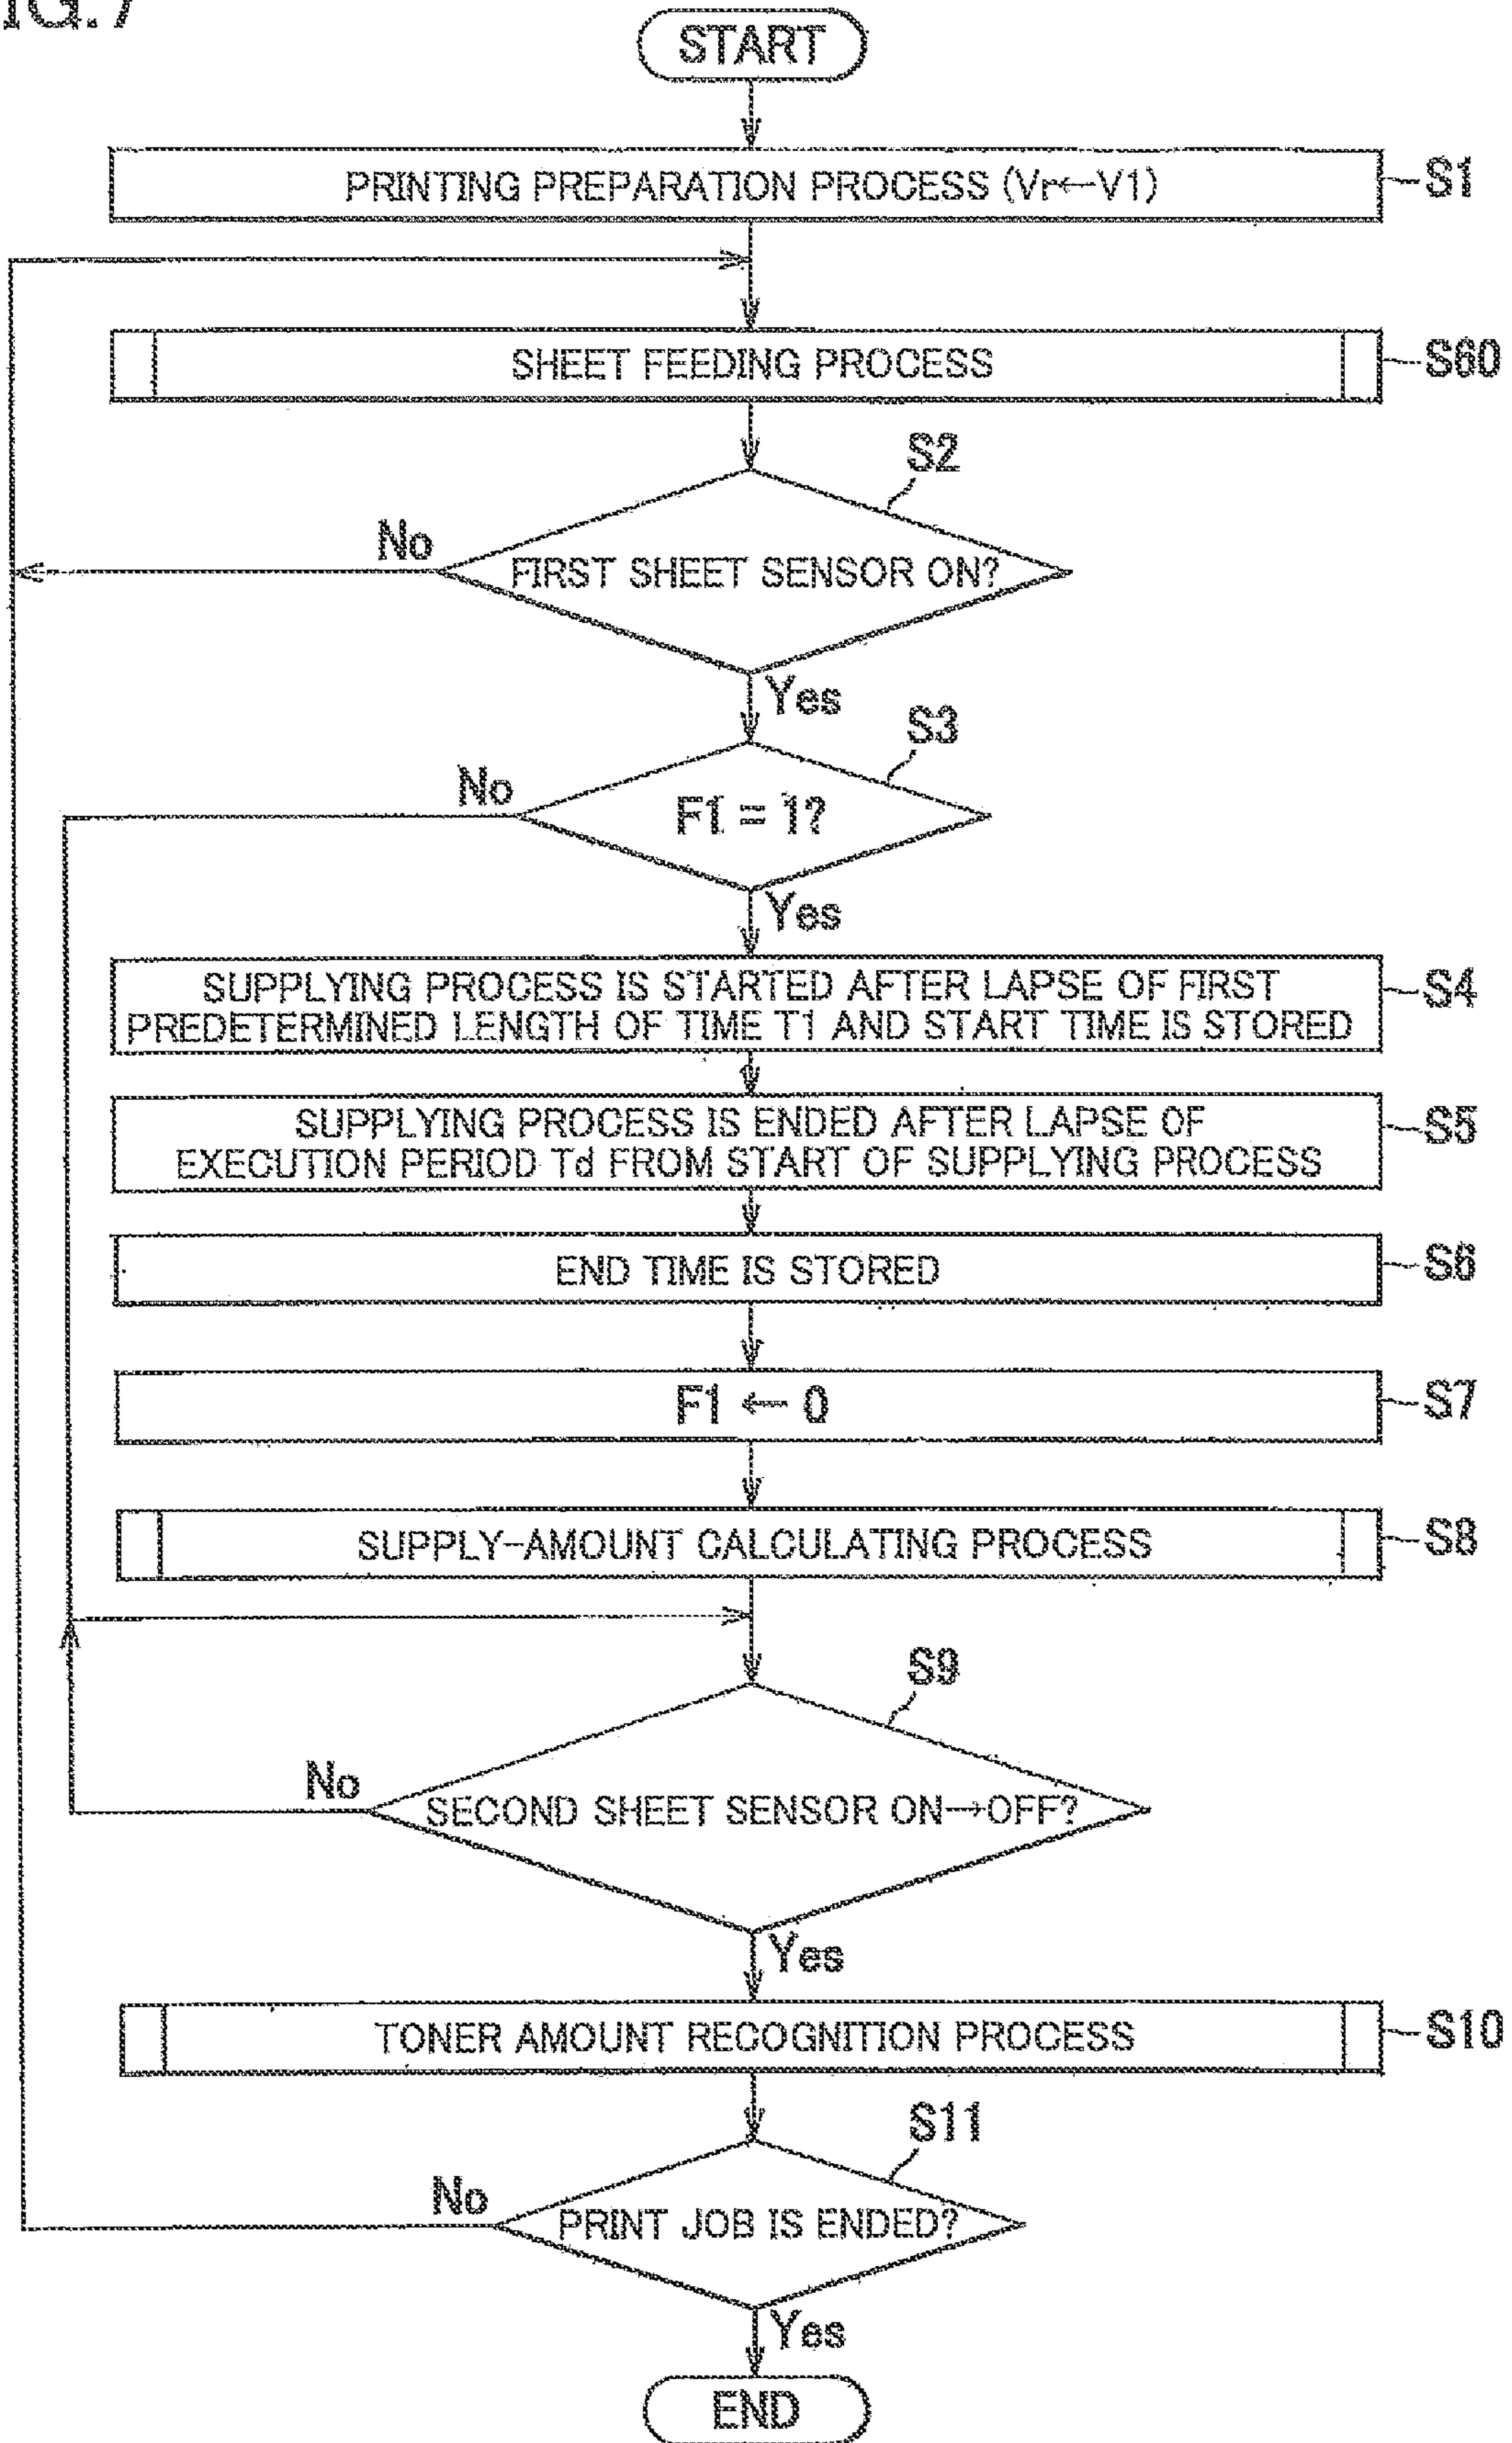 IG.7
START
PRINTING PREPARATION PROCESS (Vr←V1)
S1
SHEET FEEDING PROCESS
S60
S2
No
FIRST SHEET SENSOR ON?
Yes
S3
No
F1 = 1?
Yes
SUPPLYING PROCESS IS STARTED AFTER LAPSE OF FIRST
PREDETERMINED LENGTH OF TIME T1 AND START TIME IS STORED
S4
SUPPLYING PROCESS IS ENDED AFTER LAPSE OF
EXECUTION PERIOD Td FROM START OF SUPPLYING PROCESS
S5
END TIME IS STORED
S6
F1 ← 0
S7
SUPPLY-AMOUNT CALCULATING PROCESS
S8
S9
No
SECOND SHEET SENSOR ON→OFF?
Yes
TONER AMOUNT RECOGNITION PROCESS
S10
S11
No
PRINT JOB IS ENDED?
Yes
END